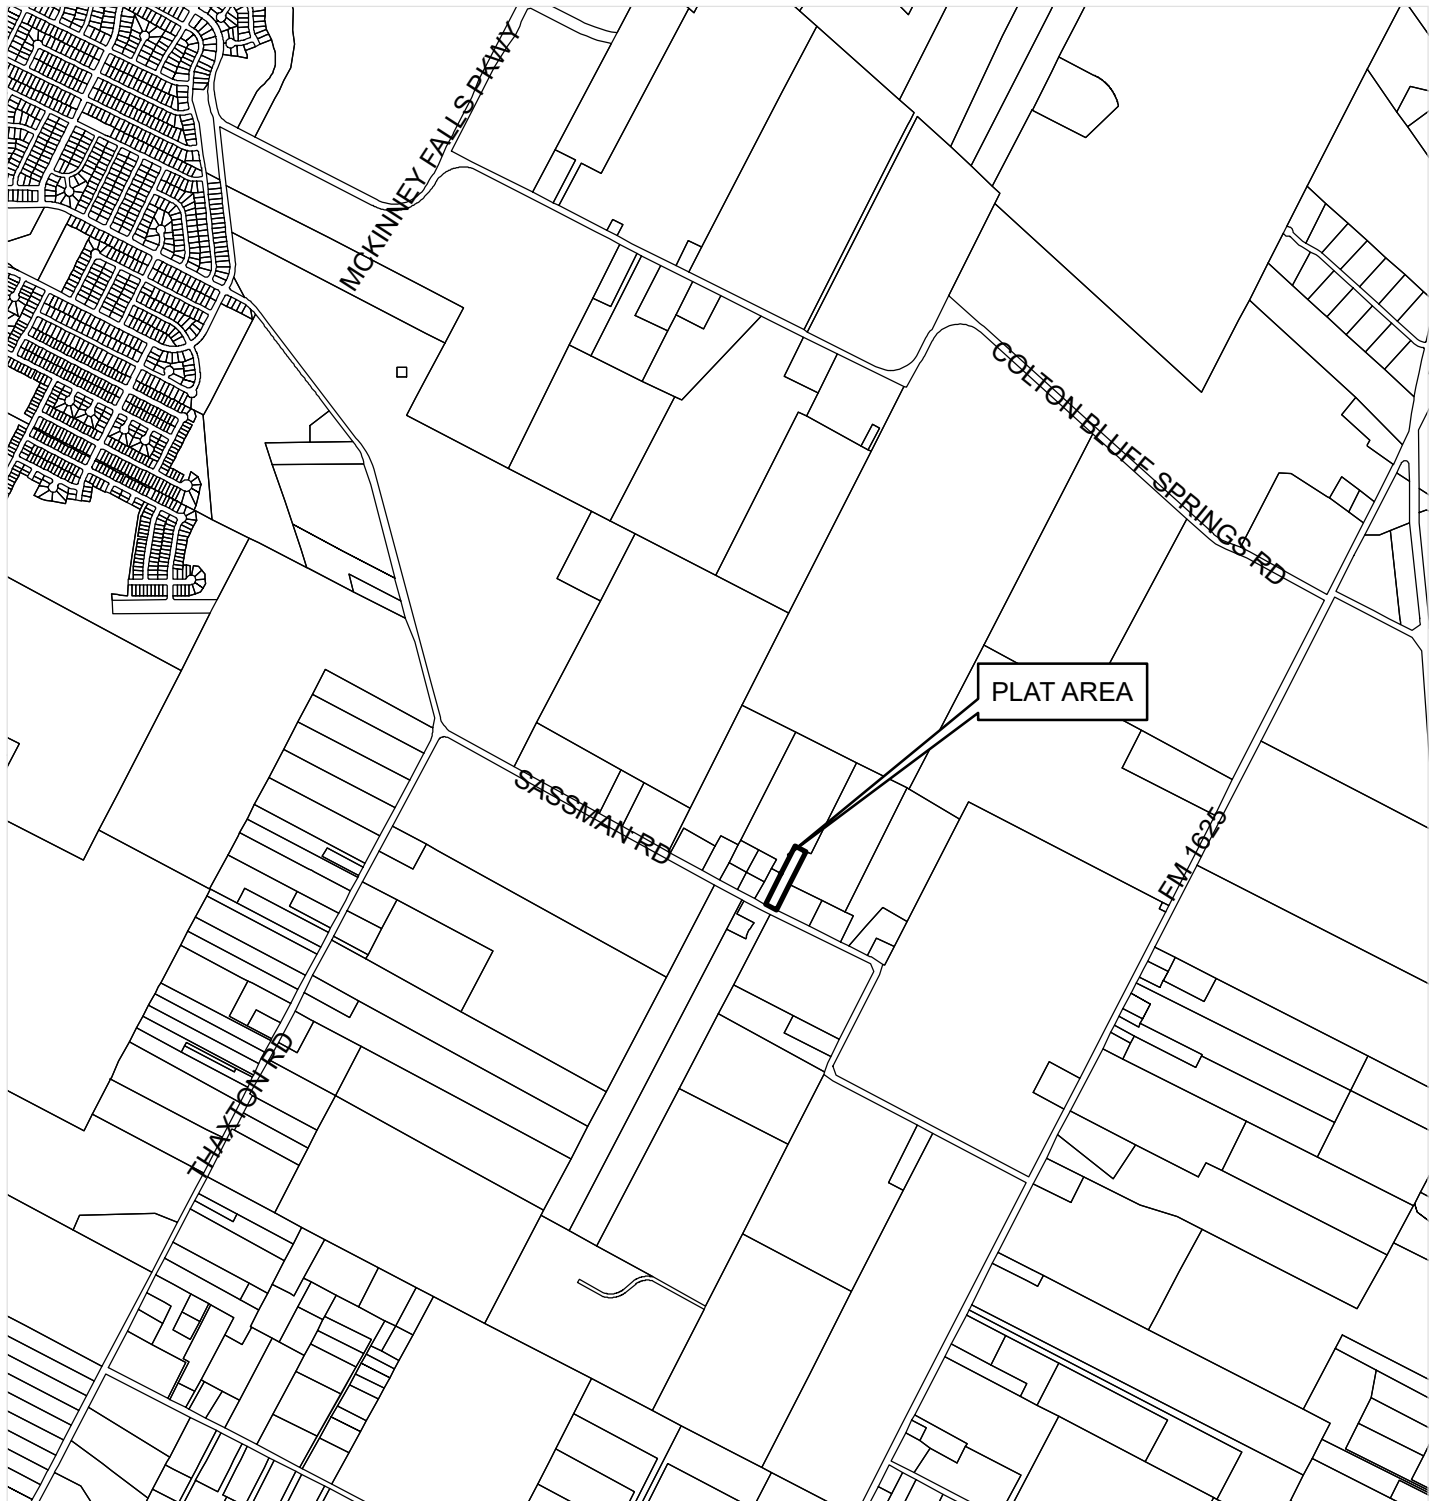 MCKINNEY FALLS PKWY
COLTON BLUFF SPRINGS RD
PLAT AREA
SASSMAN RD
FM 1625
THAXTON RD